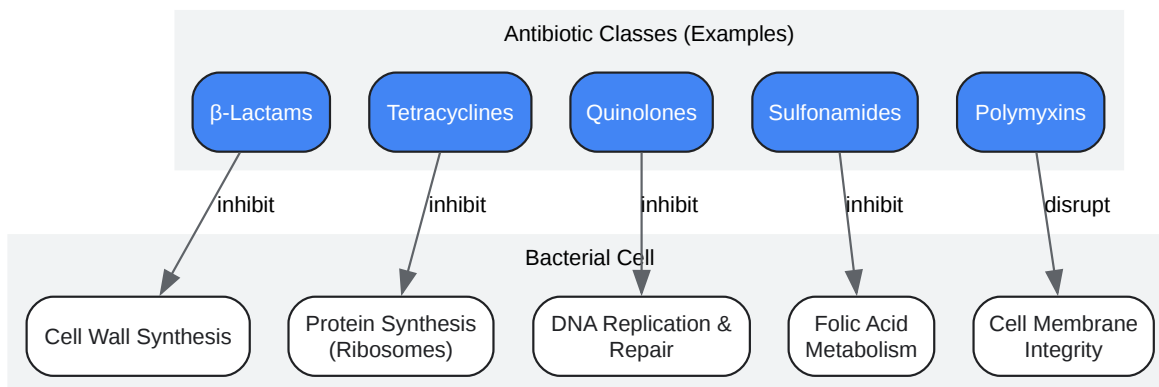 Antibiotic Classes (Examples)
β-Lactams
Tetracyclines
Quinolones
Sulfonamides
Polymyxins
inhibit
inhibit
inhibit
inhibit
disrupt
Bacterial Cell
Cell Wall Synthesis
Protein Synthesis
(Ribosomes)
DNA Replication &
Repair
Folic Acid
Metabolism
Cell Membrane
Integrity